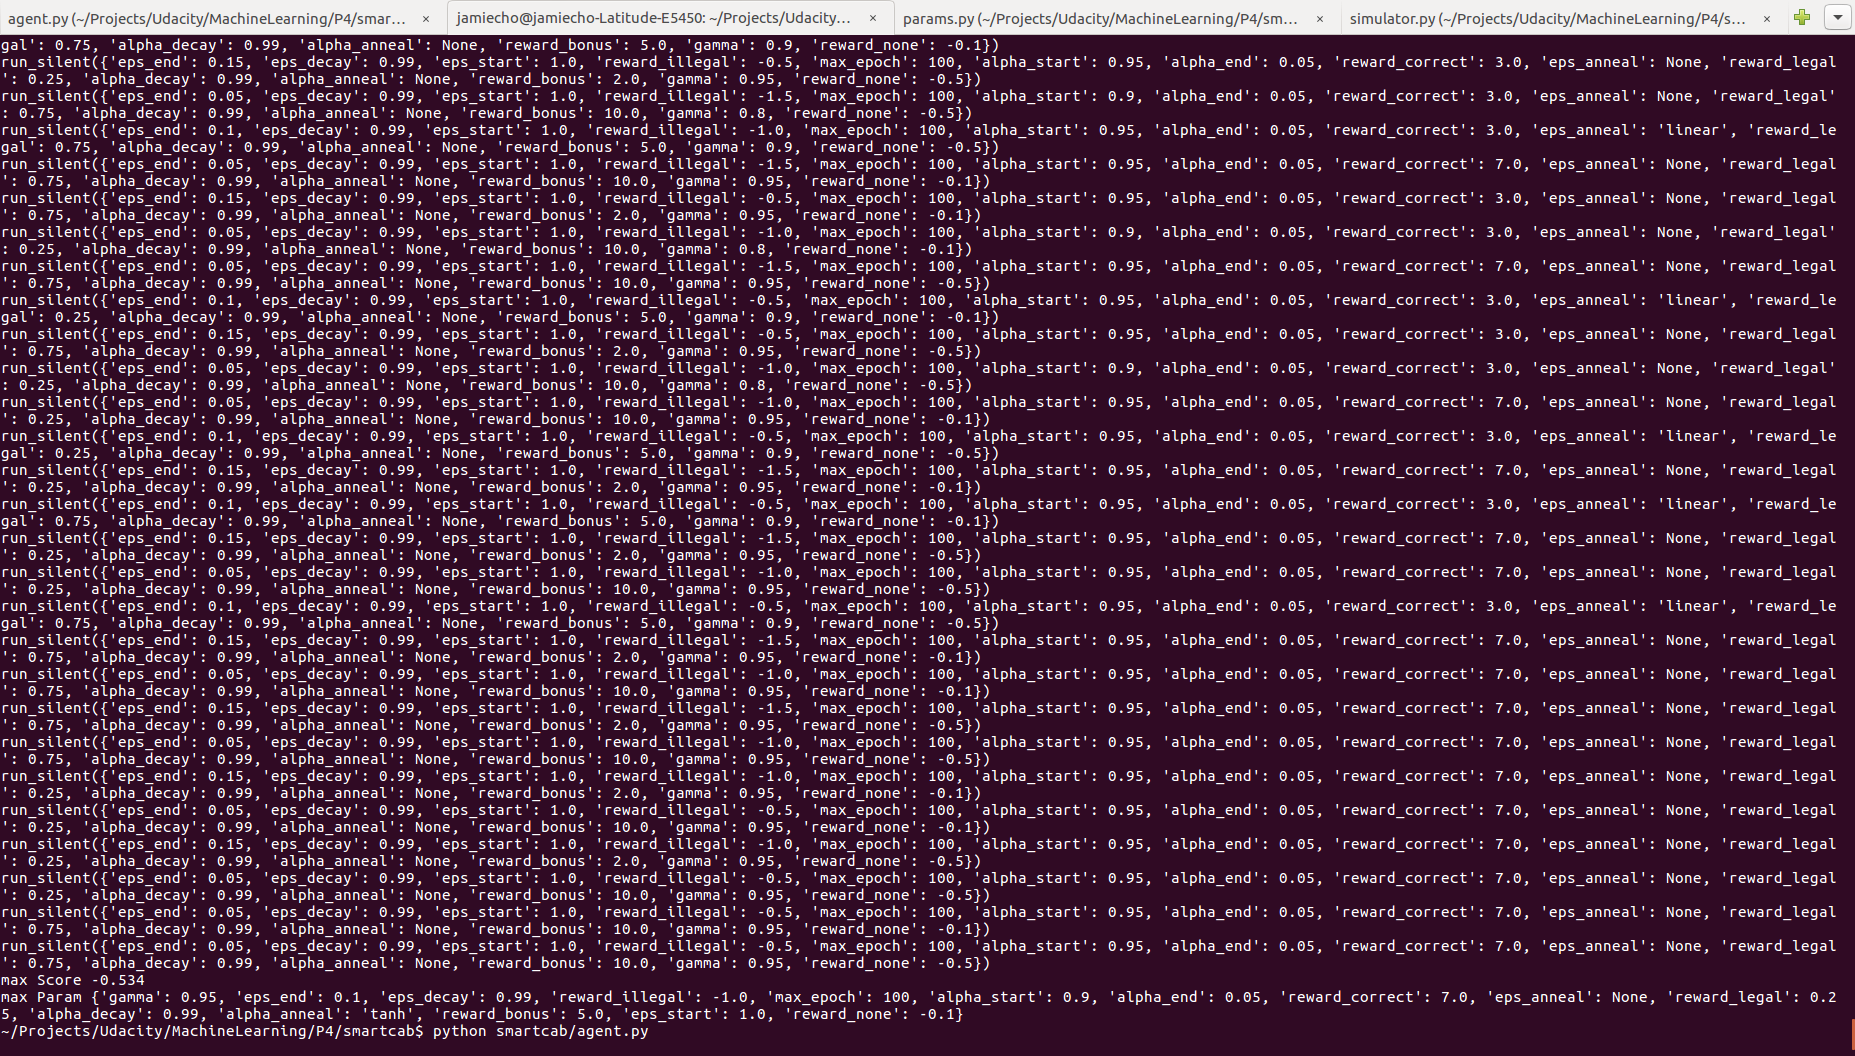 agent.py (~/Projects/Udacity/MachineLearning/P4/smar... ×
jamiecho@jamiecho-Latitude-E5450: ~/Projects/Udacity... ×
params.py (~/Projects/Udacity/MachineLearning/P4/sm... ×
simulator.py (~/Projects/Udacity/MachineLearning/P4/s... ×
gal': 0.75, 'alpha_decay': 0.99, 'alpha_anneal': None, 'reward_bonus': 5.0, 'gamma': 0.9, 'reward_none': -0.1})
run_silent({'eps_end': 0.15, 'eps_decay': 0.99, 'eps_start': 1.0, 'reward_illegal': -0.5, 'max_epoch': 100, 'alpha_start': 0.95, 'alpha_end': 0.05, 'reward_correct': 3.0, 'eps_anneal': None, 'reward_legal
': 0.25, 'alpha_decay': 0.99, 'alpha_anneal': None, 'reward_bonus': 2.0, 'gamma': 0.95, 'reward_none': -0.5})
run_silent({'eps_end': 0.05, 'eps_decay': 0.99, 'eps_start': 1.0, 'reward_illegal': -1.5, 'max_epoch': 100, 'alpha_start': 0.9, 'alpha_end': 0.05, 'reward_correct': 3.0, 'eps_anneal': None, 'reward_legal'
: 0.75, 'alpha_decay': 0.99, 'alpha_anneal': None, 'reward_bonus': 10.0, 'gamma': 0.8, 'reward_none': -0.5})
run_silent({'eps_end': 0.1, 'eps_decay': 0.99, 'eps_start': 1.0, 'reward_illegal': -1.0, 'max_epoch': 100, 'alpha_start': 0.95, 'alpha_end': 0.05, 'reward_correct': 3.0, 'eps_anneal': 'linear', 'reward_le
gal': 0.75, 'alpha_decay': 0.99, 'alpha_anneal': None, 'reward_bonus': 5.0, 'gamma': 0.9, 'reward_none': -0.5})
run_silent({'eps_end': 0.05, 'eps_decay': 0.99, 'eps_start': 1.0, 'reward_illegal': -1.5, 'max_epoch': 100, 'alpha_start': 0.95, 'alpha_end': 0.05, 'reward_correct': 7.0, 'eps_anneal': None, 'reward_legal
': 0.75, 'alpha_decay': 0.99, 'alpha_anneal': None, 'reward_bonus': 10.0, 'gamma': 0.95, 'reward_none': -0.1})
run_silent({'eps_end': 0.15, 'eps_decay': 0.99, 'eps_start': 1.0, 'reward_illegal': -0.5, 'max_epoch': 100, 'alpha_start': 0.95, 'alpha_end': 0.05, 'reward_correct': 3.0, 'eps_anneal': None, 'reward_legal
': 0.75, 'alpha_decay': 0.99, 'alpha_anneal': None, 'reward_bonus': 2.0, 'gamma': 0.95, 'reward_none': -0.1})
run_silent({'eps_end': 0.05, 'eps_decay': 0.99, 'eps_start': 1.0, 'reward_illegal': -1.0, 'max_epoch': 100, 'alpha_start': 0.9, 'alpha_end': 0.05, 'reward_correct': 3.0, 'eps_anneal': None, 'reward_legal'
: 0.25, 'alpha_decay': 0.99, 'alpha_anneal': None, 'reward_bonus': 10.0, 'gamma': 0.8, 'reward_none': -0.1})
run_silent({'eps_end': 0.05, 'eps_decay': 0.99, 'eps_start': 1.0, 'reward_illegal': -1.5, 'max_epoch': 100, 'alpha_start': 0.95, 'alpha_end': 0.05, 'reward_correct': 7.0, 'eps_anneal': None, 'reward_legal
': 0.75, 'alpha_decay': 0.99, 'alpha_anneal': None, 'reward_bonus': 10.0, 'gamma': 0.95, 'reward_none': -0.5})
run_silent({'eps_end': 0.1, 'eps_decay': 0.99, 'eps_start': 1.0, 'reward_illegal': -0.5, 'max_epoch': 100, 'alpha_start': 0.95, 'alpha_end': 0.05, 'reward_correct': 3.0, 'eps_anneal': 'linear', 'reward_le
gal': 0.25, 'alpha_decay': 0.99, 'alpha_anneal': None, 'reward_bonus': 5.0, 'gamma': 0.9, 'reward_none': -0.1})
run_silent({'eps_end': 0.15, 'eps_decay': 0.99, 'eps_start': 1.0, 'reward_illegal': -0.5, 'max_epoch': 100, 'alpha_start': 0.95, 'alpha_end': 0.05, 'reward_correct': 3.0, 'eps_anneal': None, 'reward_legal
': 0.75, 'alpha_decay': 0.99, 'alpha_anneal': None, 'reward_bonus': 2.0, 'gamma': 0.95, 'reward_none': -0.5})
run_silent({'eps_end': 0.05, 'eps_decay': 0.99, 'eps_start': 1.0, 'reward_illegal': -1.0, 'max_epoch': 100, 'alpha_start': 0.9, 'alpha_end': 0.05, 'reward_correct': 3.0, 'eps_anneal': None, 'reward_legal'
: 0.25, 'alpha_decay': 0.99, 'alpha_anneal': None, 'reward_bonus': 10.0, 'gamma': 0.8, 'reward_none': -0.5})
run_silent({'eps_end': 0.05, 'eps_decay': 0.99, 'eps_start': 1.0, 'reward_illegal': -1.0, 'max_epoch': 100, 'alpha_start': 0.95, 'alpha_end': 0.05, 'reward_correct': 7.0, 'eps_anneal': None, 'reward_legal
': 0.25, 'alpha_decay': 0.99, 'alpha_anneal': None, 'reward_bonus': 10.0, 'gamma': 0.95, 'reward_none': -0.1})
run_silent({'eps_end': 0.1, 'eps_decay': 0.99, 'eps_start': 1.0, 'reward_illegal': -0.5, 'max_epoch': 100, 'alpha_start': 0.95, 'alpha_end': 0.05, 'reward_correct': 3.0, 'eps_anneal': 'linear', 'reward_le
gal': 0.25, 'alpha_decay': 0.99, 'alpha_anneal': None, 'reward_bonus': 5.0, 'gamma': 0.9, 'reward_none': -0.5})
run_silent({'eps_end': 0.15, 'eps_decay': 0.99, 'eps_start': 1.0, 'reward_illegal': -1.5, 'max_epoch': 100, 'alpha_start': 0.95, 'alpha_end': 0.05, 'reward_correct': 7.0, 'eps_anneal': None, 'reward_legal
': 0.25, 'alpha_decay': 0.99, 'alpha_anneal': None, 'reward_bonus': 2.0, 'gamma': 0.95, 'reward_none': -0.1})
run_silent({'eps_end': 0.1, 'eps_decay': 0.99, 'eps_start': 1.0, 'reward_illegal': -0.5, 'max_epoch': 100, 'alpha_start': 0.95, 'alpha_end': 0.05, 'reward_correct': 3.0, 'eps_anneal': 'linear', 'reward_le
gal': 0.75, 'alpha_decay': 0.99, 'alpha_anneal': None, 'reward_bonus': 5.0, 'gamma': 0.9, 'reward_none': -0.1})
run_silent({'eps_end': 0.15, 'eps_decay': 0.99, 'eps_start': 1.0, 'reward_illegal': -1.5, 'max_epoch': 100, 'alpha_start': 0.95, 'alpha_end': 0.05, 'reward_correct': 7.0, 'eps_anneal': None, 'reward_legal
': 0.25, 'alpha_decay': 0.99, 'alpha_anneal': None, 'reward_bonus': 2.0, 'gamma': 0.95, 'reward_none': -0.5})
run_silent({'eps_end': 0.05, 'eps_decay': 0.99, 'eps_start': 1.0, 'reward_illegal': -1.0, 'max_epoch': 100, 'alpha_start': 0.95, 'alpha_end': 0.05, 'reward_correct': 7.0, 'eps_anneal': None, 'reward_legal
': 0.25, 'alpha_decay': 0.99, 'alpha_anneal': None, 'reward_bonus': 10.0, 'gamma': 0.95, 'reward_none': -0.5})
run_silent({'eps_end': 0.1, 'eps_decay': 0.99, 'eps_start': 1.0, 'reward_illegal': -0.5, 'max_epoch': 100, 'alpha_start': 0.95, 'alpha_end': 0.05, 'reward_correct': 3.0, 'eps_anneal': 'linear', 'reward_le
gal': 0.75, 'alpha_decay': 0.99, 'alpha_anneal': None, 'reward_bonus': 5.0, 'gamma': 0.9, 'reward_none': -0.5})
run_silent({'eps_end': 0.15, 'eps_decay': 0.99, 'eps_start': 1.0, 'reward_illegal': -1.5, 'max_epoch': 100, 'alpha_start': 0.95, 'alpha_end': 0.05, 'reward_correct': 7.0, 'eps_anneal': None, 'reward_legal
': 0.75, 'alpha_decay': 0.99, 'alpha_anneal': None, 'reward_bonus': 2.0, 'gamma': 0.95, 'reward_none': -0.1})
run_silent({'eps_end': 0.05, 'eps_decay': 0.99, 'eps_start': 1.0, 'reward_illegal': -1.0, 'max_epoch': 100, 'alpha_start': 0.95, 'alpha_end': 0.05, 'reward_correct': 7.0, 'eps_anneal': None, 'reward_legal
': 0.75, 'alpha_decay': 0.99, 'alpha_anneal': None, 'reward_bonus': 10.0, 'gamma': 0.95, 'reward_none': -0.1})
run_silent({'eps_end': 0.15, 'eps_decay': 0.99, 'eps_start': 1.0, 'reward_illegal': -1.5, 'max_epoch': 100, 'alpha_start': 0.95, 'alpha_end': 0.05, 'reward_correct': 7.0, 'eps_anneal': None, 'reward_legal
': 0.75, 'alpha_decay': 0.99, 'alpha_anneal': None, 'reward_bonus': 2.0, 'gamma': 0.95, 'reward_none': -0.5})
run_silent({'eps_end': 0.05, 'eps_decay': 0.99, 'eps_start': 1.0, 'reward_illegal': -1.0, 'max_epoch': 100, 'alpha_start': 0.95, 'alpha_end': 0.05, 'reward_correct': 7.0, 'eps_anneal': None, 'reward_legal
': 0.75, 'alpha_decay': 0.99, 'alpha_anneal': None, 'reward_bonus': 10.0, 'gamma': 0.95, 'reward_none': -0.5})
run_silent({'eps_end': 0.15, 'eps_decay': 0.99, 'eps_start': 1.0, 'reward_illegal': -1.0, 'max_epoch': 100, 'alpha_start': 0.95, 'alpha_end': 0.05, 'reward_correct': 7.0, 'eps_anneal': None, 'reward_legal
': 0.25, 'alpha_decay': 0.99, 'alpha_anneal': None, 'reward_bonus': 2.0, 'gamma': 0.95, 'reward_none': -0.1})
run_silent({'eps_end': 0.05, 'eps_decay': 0.99, 'eps_start': 1.0, 'reward_illegal': -0.5, 'max_epoch': 100, 'alpha_start': 0.95, 'alpha_end': 0.05, 'reward_correct': 7.0, 'eps_anneal': None, 'reward_legal
': 0.25, 'alpha_decay': 0.99, 'alpha_anneal': None, 'reward_bonus': 10.0, 'gamma': 0.95, 'reward_none': -0.1})
run_silent({'eps_end': 0.15, 'eps_decay': 0.99, 'eps_start': 1.0, 'reward_illegal': -1.0, 'max_epoch': 100, 'alpha_start': 0.95, 'alpha_end': 0.05, 'reward_correct': 7.0, 'eps_anneal': None, 'reward_legal
': 0.25, 'alpha_decay': 0.99, 'alpha_anneal': None, 'reward_bonus': 2.0, 'gamma': 0.95, 'reward_none': -0.5})
run_silent({'eps_end': 0.05, 'eps_decay': 0.99, 'eps_start': 1.0, 'reward_illegal': -0.5, 'max_epoch': 100, 'alpha_start': 0.95, 'alpha_end': 0.05, 'reward_correct': 7.0, 'eps_anneal': None, 'reward_legal
': 0.25, 'alpha_decay': 0.99, 'alpha_anneal': None, 'reward_bonus': 10.0, 'gamma': 0.95, 'reward_none': -0.5})
run_silent({'eps_end': 0.05, 'eps_decay': 0.99, 'eps_start': 1.0, 'reward_illegal': -0.5, 'max_epoch': 100, 'alpha_start': 0.95, 'alpha_end': 0.05, 'reward_correct': 7.0, 'eps_anneal': None, 'reward_legal
': 0.75, 'alpha_decay': 0.99, 'alpha_anneal': None, 'reward_bonus': 10.0, 'gamma': 0.95, 'reward_none': -0.1})
run_silent({'eps_end': 0.05, 'eps_decay': 0.99, 'eps_start': 1.0, 'reward_illegal': -0.5, 'max_epoch': 100, 'alpha_start': 0.95, 'alpha_end': 0.05, 'reward_correct': 7.0, 'eps_anneal': None, 'reward_legal
': 0.75, 'alpha_decay': 0.99, 'alpha_anneal': None, 'reward_bonus': 10.0, 'gamma': 0.95, 'reward_none': -0.5})
max Score -0.534
max Param {'gamma': 0.95, 'eps_end': 0.1, 'eps_decay': 0.99, 'reward_illegal': -1.0, 'max_epoch': 100, 'alpha_start': 0.9, 'alpha_end': 0.05, 'reward_correct': 7.0, 'eps_anneal': None, 'reward_legal': 0.2
5, 'alpha_decay': 0.99, 'alpha_anneal': 'tanh', 'reward_bonus': 5.0, 'eps_start': 1.0, 'reward_none': -0.1}
~/Projects/Udacity/MachineLearning/P4/smartcab$ python smartcab/agent.py